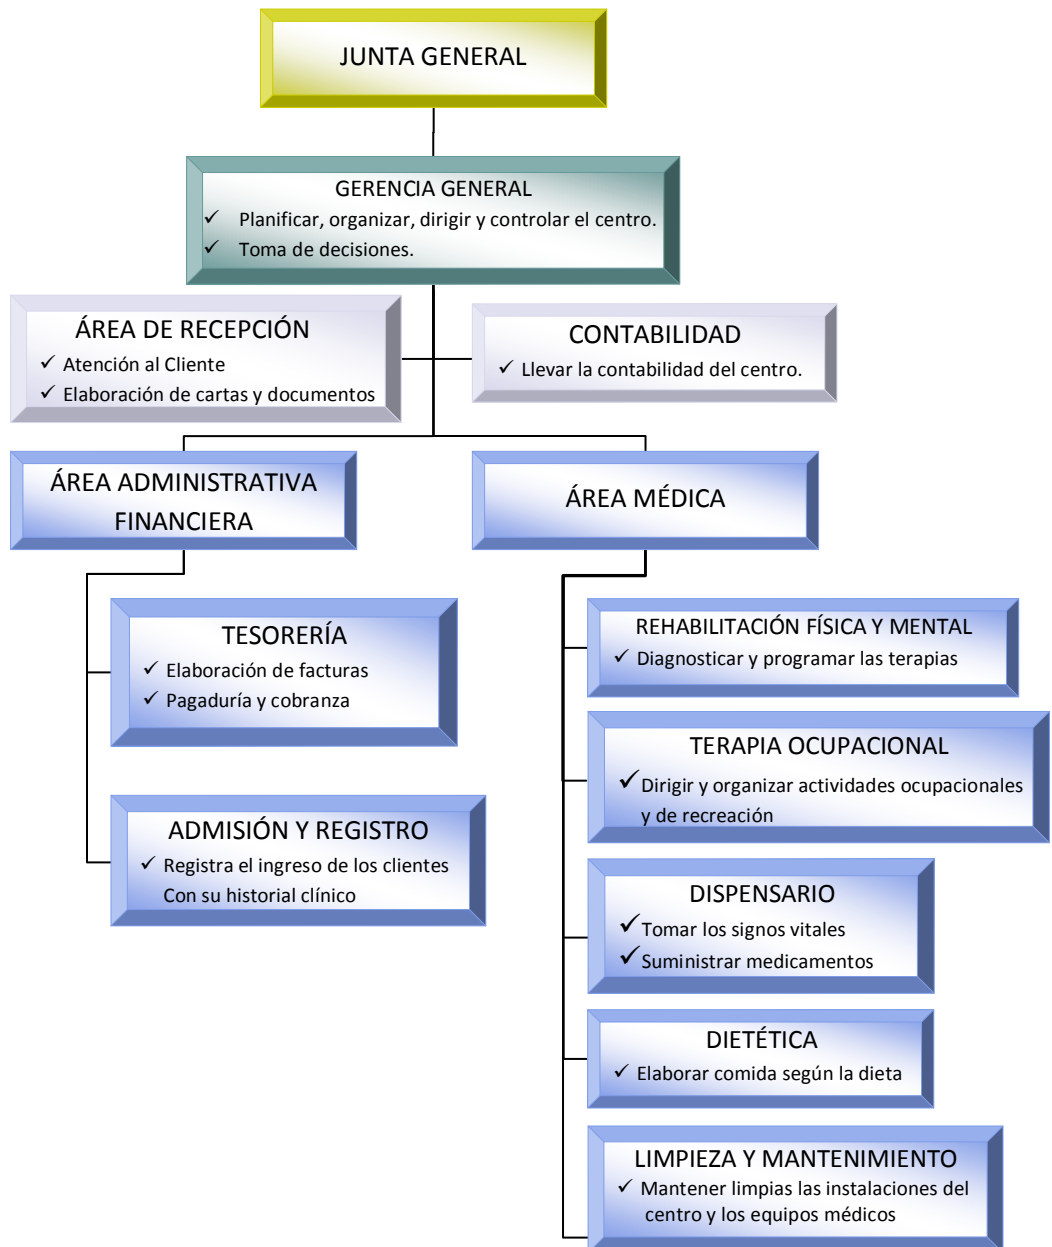 JUNTA GENERAL
GERENCIA GENERAL
✓ Planificar, organizar, dirigir y controlar el centro.
✓ Toma de decisiones.
ÁREA DE RECEPCIÓN
✓ Atención al Cliente
✓ Elaboración de cartas y documentos
CONTABILIDAD
✓ Llevar la contabilidad del centro.
ÁREA ADMINISTRATIVA
FINANCIERA
ÁREA MÉDICA
TESORERÍA
✓ Elaboración de facturas
✓ Pagaduría y cobranza
ADMISIÓN Y REGISTRO
✓ Registra el ingreso de los clientes
Con su historial clínico
REHABILITACIÓN FÍSICA Y MENTAL
✓ Diagnosticar y programar las terapias
TERAPIA OCUPACIONAL
✓ Dirigir y organizar actividades ocupacionales
y de recreación
DISPENSARIO
✓ Tomar los signos vitales
✓ Suministrar medicamentos
DIETÉTICA
✓ Elaborar comida según la dieta
LIMPIEZA Y MANTENIMIENTO
✓ Mantener limpias las instalaciones del
centro y los equipos médicos